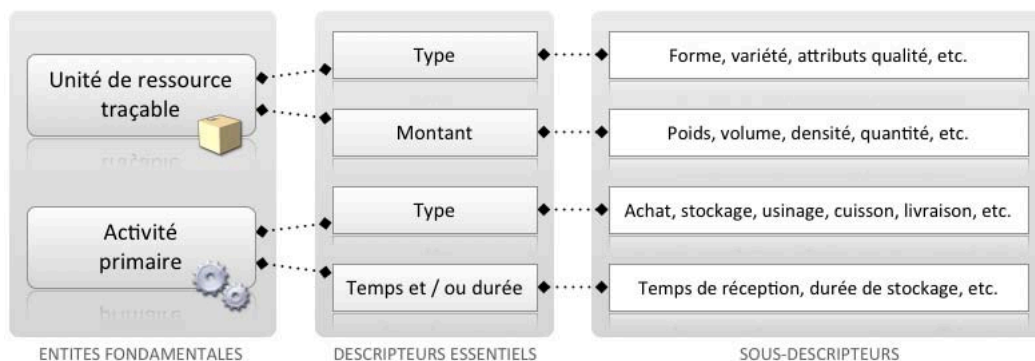 Unité de ressource
traçable
Type
Forme, variété, attributs qualité, etc.
Montant
Poids, volume, densité, quantité, etc.
Activité
primaire
Type
Achat, stockage, usinage, cuisson, livraison, etc.
Temps et / ou durée
Temps de réception, durée de stockage, etc.
ENTITES FONDAMENTALES
DESCRIPTEURS ESSENTIELS
SOUS-DESCRIPTEURS